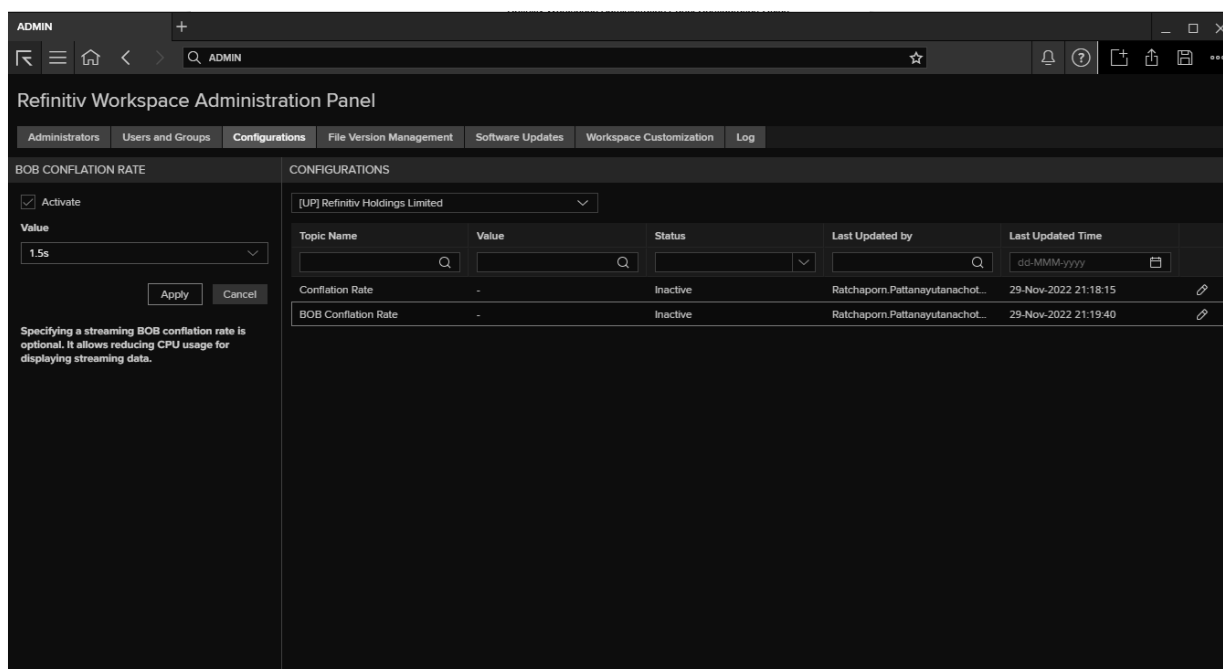 ADMIN
ADMIN
Refinitiv Workspace Administration Panel
Administrators Users and Groups Configurations File Version Management Software Updates Workspace Customization Log
BOB CONFLATION RATE
Activate
Value
1.5s
Apply Cancel
Specifying a streaming BOB conflation rate is
optional. It allows reducing CPU usage for
displaying streaming data.
CONFIGURATIONS
[UP] Refinitiv Holdings Limited
Topic Name Value Status Last Updated by Last Updated Time
dd-MMM-yyyy
Conflation Rate - Inactive Ratchaporn.Pattanayutanachot... 29-Nov-2022 21:18:15
BOB Conflation Rate - Inactive Ratchaporn.Pattanayutanachot... 29-Nov-2022 21:19:40